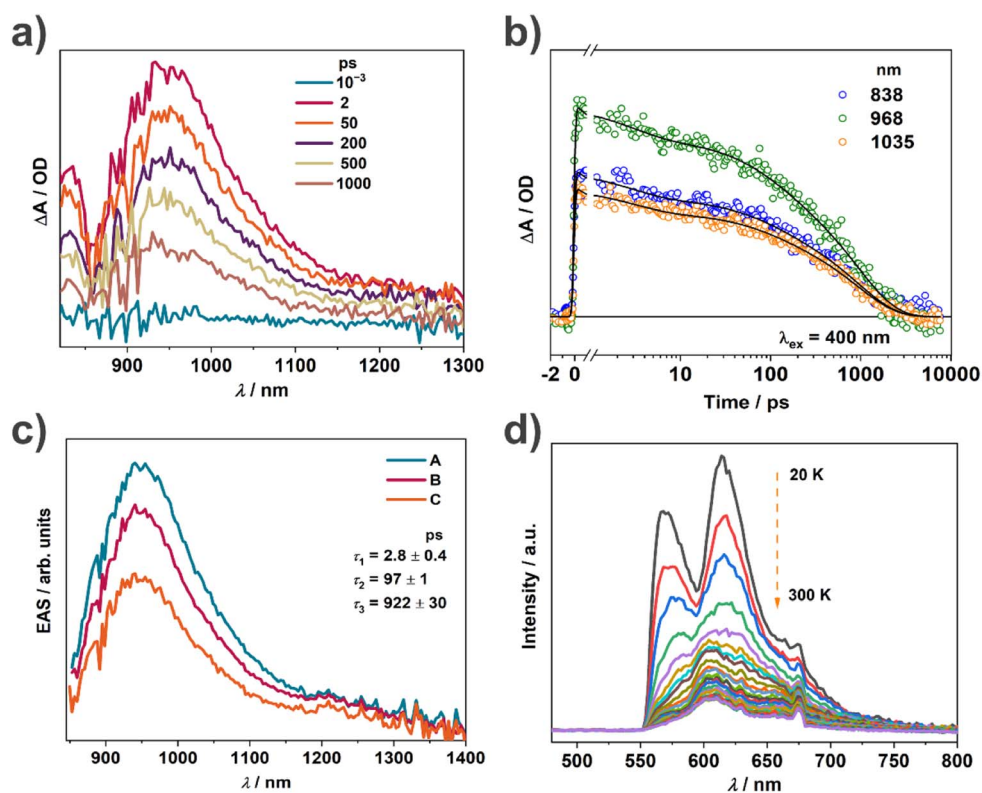 a)
ΔA / OD
ps
10⁻³
2
50
200
500
1000
900
1000
1100
1200
1300
λ / nm
b)
ΔA / OD
nm
838
968
1035
λex = 400 nm
-2
0
10
100
1000
10000
Time / ps
c)
EAS / arb. units
A
B
C
ps
τ1 = 2.8 ± 0.4
τ2 = 97 ± 1
τ3 = 922 ± 30
900
1000
1100
1200
1300
1400
λ / nm
d)
Intensity / a.u.
20 K
300 K
500
550
600
650
700
750
800
λ / nm